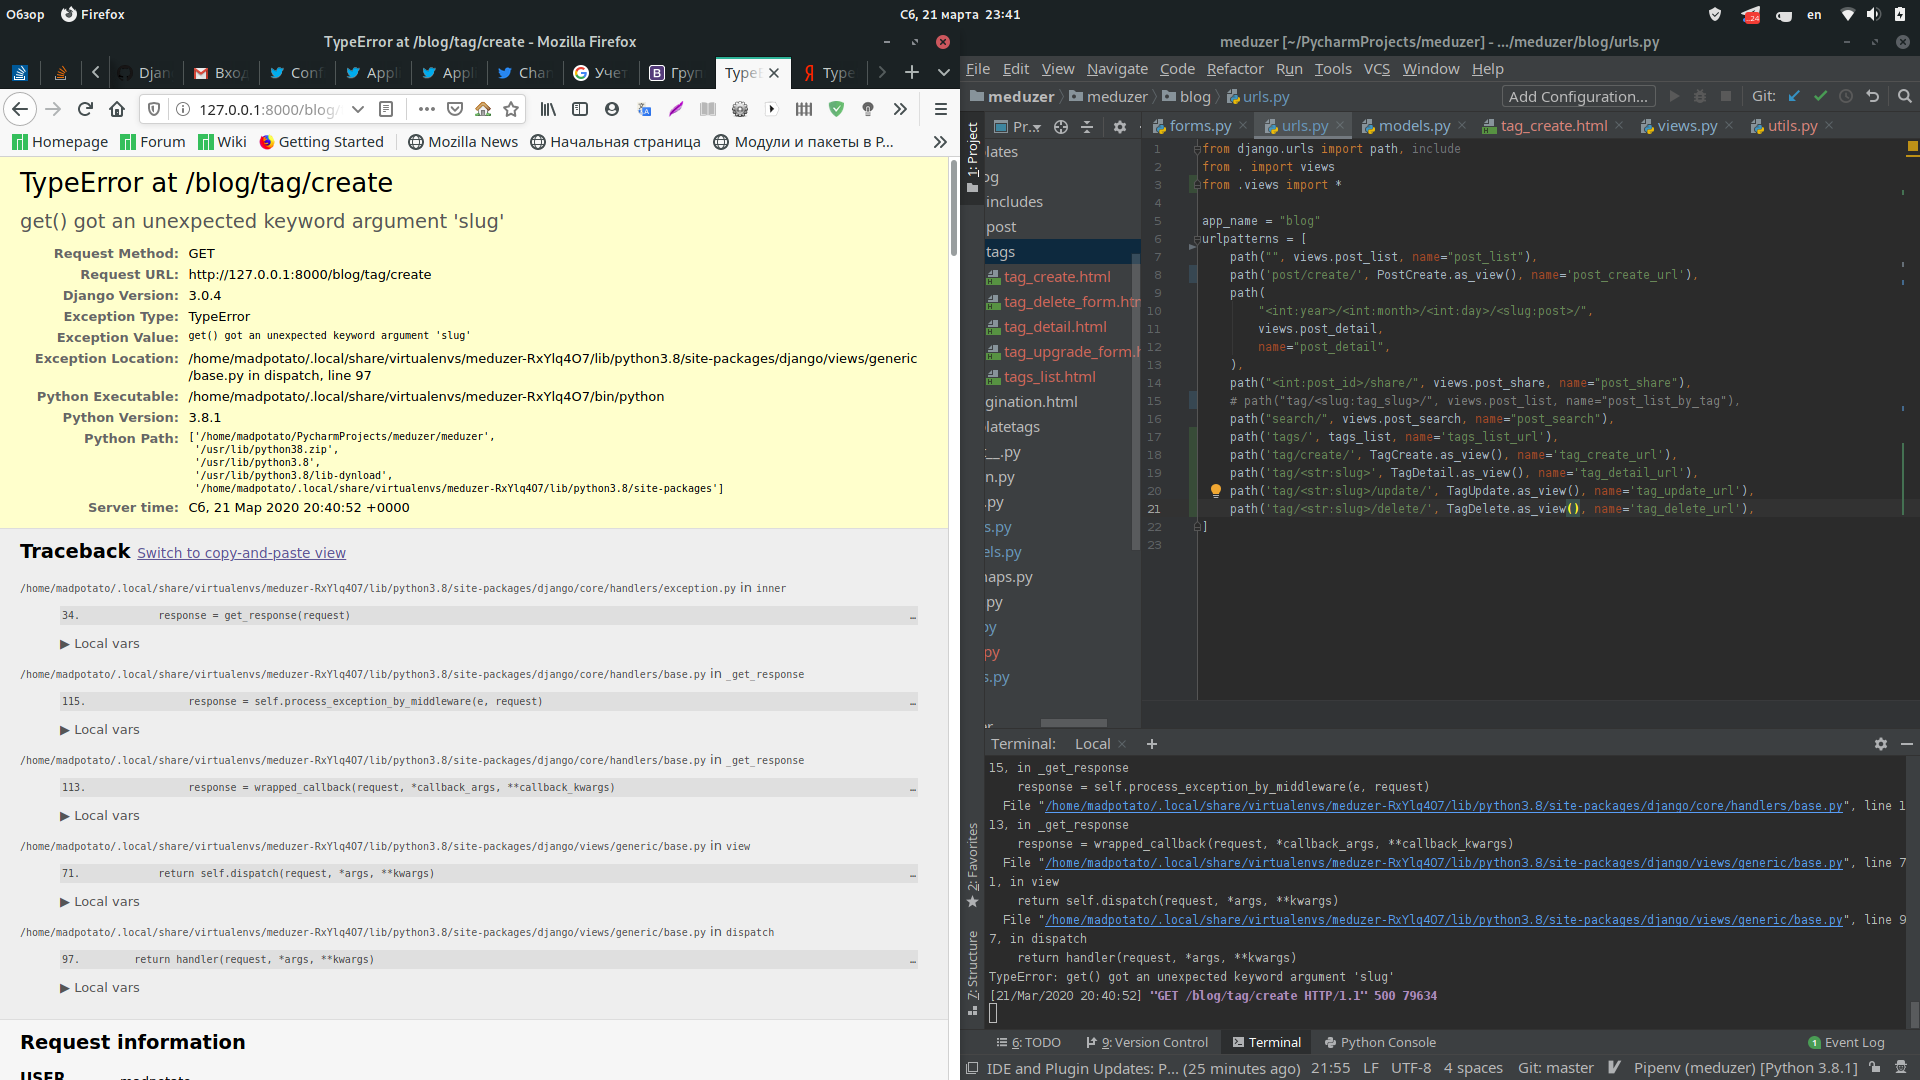 Обзор
Firefox
Сб, 21 марта 23:41
24
en
TypeError at /blog/tag/create - Mozilla Firefox
Djan
Вход
Conf
Appl
Appl
Char
Учет
Груп
TypeE
Type
127.0.0.1:8000/blog/
Homepage
Forum
Wiki
Getting Started
Mozilla News
Начальная страница
Модули и пакеты в P...
TypeError at /blog/tag/create
get() got an unexpected keyword argument 'slug'
Request Method: GET
Request URL: http://127.0.0.1:8000/blog/tag/create
Django Version: 3.0.4
Exception Type: TypeError
Exception Value: get() got an unexpected keyword argument 'slug'
Exception Location: /home/madpotato/.local/share/virtualenvs/meduzer-RxYlq4O7/lib/python3.8/site-packages/django/views/generic
/base.py in dispatch, line 97
Python Executable: /home/madpotato/.local/share/virtualenvs/meduzer-RxYlq4O7/bin/python
Python Version: 3.8.1
Python Path: ['/home/madpotato/PycharmProjects/meduzer/meduzer',
'/usr/lib/python38.zip',
'/usr/lib/python3.8',
'/usr/lib/python3.8/lib-dynload',
'/home/madpotato/.local/share/virtualenvs/meduzer-RxYlq4O7/lib/python3.8/site-packages']
Server time: Сб, 21 Мар 2020 20:40:52 +0000
Traceback Switch to copy-and-paste view
/home/madpotato/.local/share/virtualenvs/meduzer-RxYlq4O7/lib/python3.8/site-packages/django/core/handlers/exception.py in inner
34. response = get_response(request) …
▶ Local vars
/home/madpotato/.local/share/virtualenvs/meduzer-RxYlq4O7/lib/python3.8/site-packages/django/core/handlers/base.py in _get_response
115. response = self.process_exception_by_middleware(e, request) …
▶ Local vars
/home/madpotato/.local/share/virtualenvs/meduzer-RxYlq4O7/lib/python3.8/site-packages/django/core/handlers/base.py in _get_response
113. response = wrapped_callback(request, *callback_args, **callback_kwargs) …
▶ Local vars
/home/madpotato/.local/share/virtualenvs/meduzer-RxYlq4O7/lib/python3.8/site-packages/django/views/generic/base.py in view
71. return self.dispatch(request, *args, **kwargs) …
▶ Local vars
/home/madpotato/.local/share/virtualenvs/meduzer-RxYlq4O7/lib/python3.8/site-packages/django/views/generic/base.py in dispatch
97. return handler(request, *args, **kwargs) …
▶ Local vars
Request information
USER madpotato
meduzer [~/PycharmProjects/meduzer] - .../meduzer/blog/urls.py
File Edit View Navigate Code Refactor Run Tools VCS Window Help
meduzer
meduzer
blog
urls.py
Add Configuration...
Git:
1: Project
Pr..
forms.py
urls.py
models.py
tag_create.html
views.py
utils.py
plates
og
includes
post
tags
tag_create.html
tag_delete_form.htm
tag_detail.html
tag_upgrade_form.h
tags_list.html
gination.html
platetags
__.py
n.py
.py
s.py
els.py
naps.py
py
py
.py
s.py
er
1 from django.urls import path, include
2 from . import views
3 from .views import *
4
5 app_name = "blog"
6 urlpatterns = [
7 path("", views.post_list, name="post_list"),
8 path('post/create/', PostCreate.as_view(), name='post_create_url'),
9 path(
10 "<int:year>/<int:month>/<int:day>/<slug:post>/",
11 views.post_detail,
12 name="post_detail",
13 ),
14 path("<int:post_id>/share/", views.post_share, name="post_share"),
15 # path("tag/<slug:tag_slug>/", views.post_list, name="post_list_by_tag"),
16 path("search/", views.post_search, name="post_search"),
17 path('tags/', tags_list, name='tags_list_url'),
18 path('tag/create/', TagCreate.as_view(), name='tag_create_url'),
19 path('tag/<str:slug>', TagDetail.as_view(), name='tag_detail_url'),
20 path('tag/<str:slug>/update/', TagUpdate.as_view(), name='tag_update_url'),
21 path('tag/<str:slug>/delete/', TagDelete.as_view(), name='tag_delete_url'),
22 ]
23
Terminal: Local
15, in _get_response
response = self.process_exception_by_middleware(e, request)
File "/home/madpotato/.local/share/virtualenvs/meduzer-RxYlq4O7/lib/python3.8/site-packages/django/core/handlers/base.py", line 1
13, in _get_response
response = wrapped_callback(request, *callback_args, **callback_kwargs)
File "/home/madpotato/.local/share/virtualenvs/meduzer-RxYlq4O7/lib/python3.8/site-packages/django/views/generic/base.py", line 7
1, in view
return self.dispatch(request, *args, **kwargs)
File "/home/madpotato/.local/share/virtualenvs/meduzer-RxYlq4O7/lib/python3.8/site-packages/django/views/generic/base.py", line 9
7, in dispatch
return handler(request, *args, **kwargs)
TypeError: get() got an unexpected keyword argument 'slug'
[21/Mar/2020 20:40:52] "GET /blog/tag/create HTTP/1.1" 500 79634
2: Favorites
7: Structure
6: TODO
9: Version Control
Terminal
Python Console
1 Event Log
IDE and Plugin Updates: P... (25 minutes ago)
21:55
LF
UTF-8
4 spaces
Git: master
Pipenv (meduzer) [Python 3.8.1]